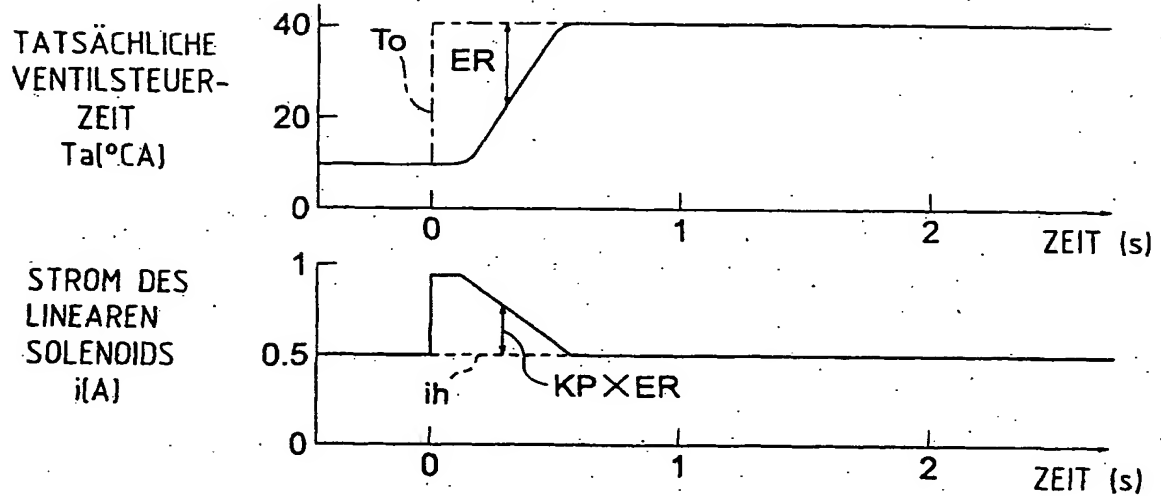 TATSÄCHLICHE
VENTILSTEUER-
ZEIT
Ta(°CA)
40
20
0
To
ER
0
1
2
ZEIT (s)
STROM DES
LINEAREN
SOLENOIDS
i(A)
1
0.5
0
ih
KP×ER
0
1
2
ZEIT (s)